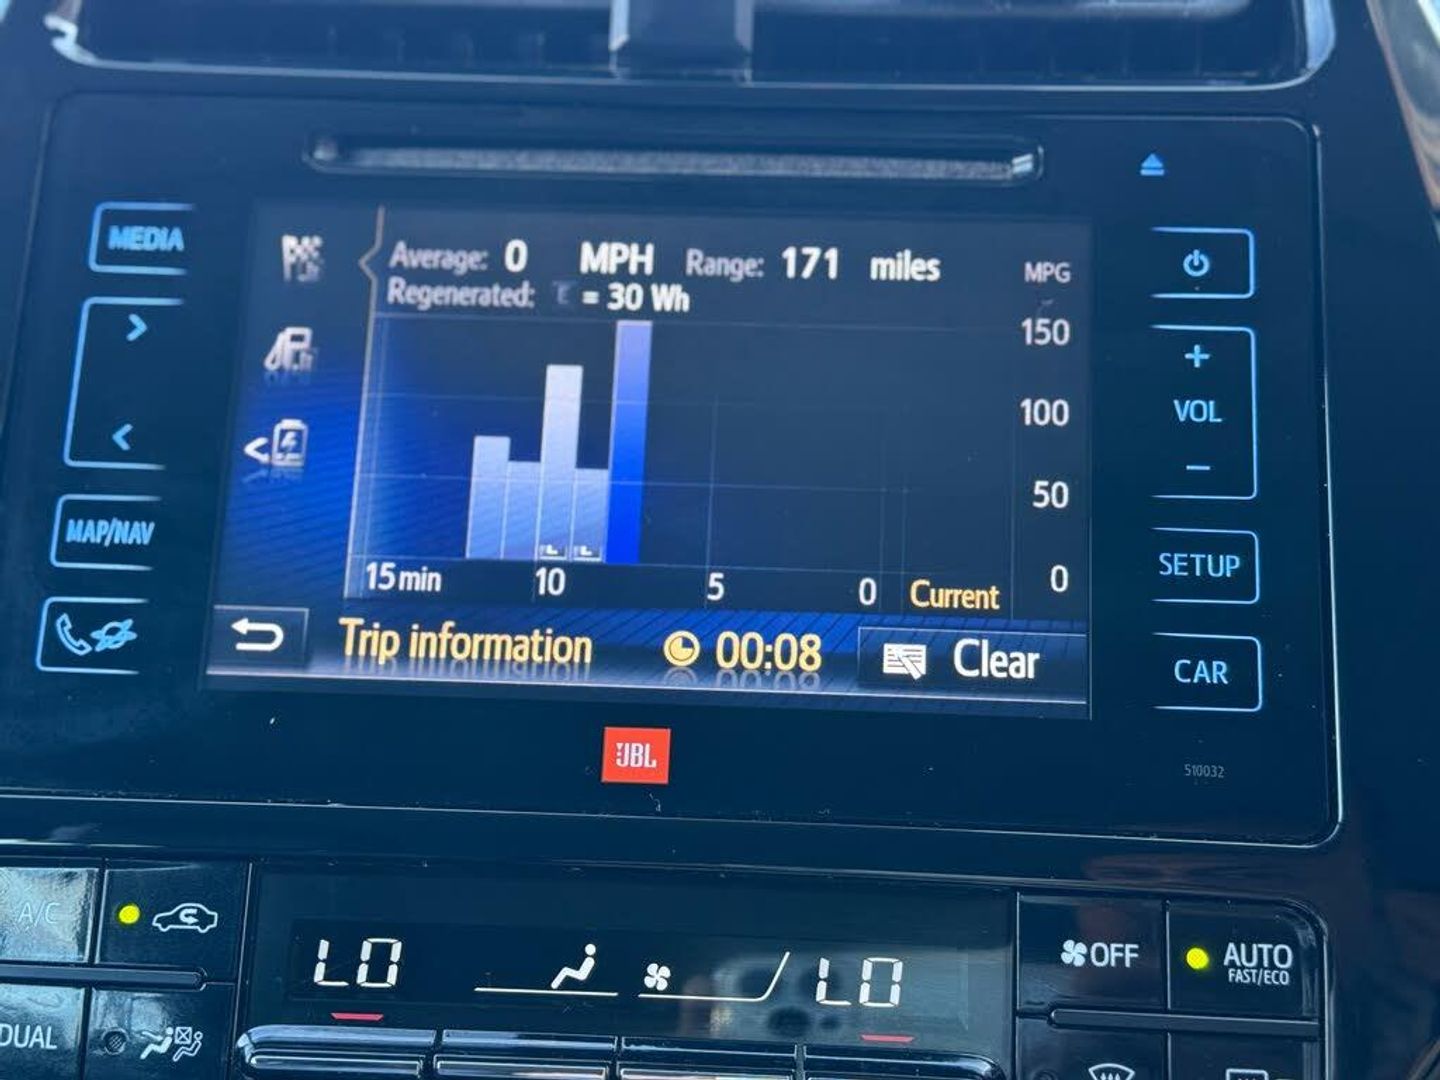 MEDIA
MAP/NAV
Average: 0 MPH Range: 171 miles
Regenerated: = 30 Wh
MPG
150
100
50
0
15 min 10 5 0 Current
Trip information 00:08 Clear
+
VOL
−
SETUP
CAR
JBL
510032
A/C
LO LO
OFF
AUTO
FAST/ECO
DUAL